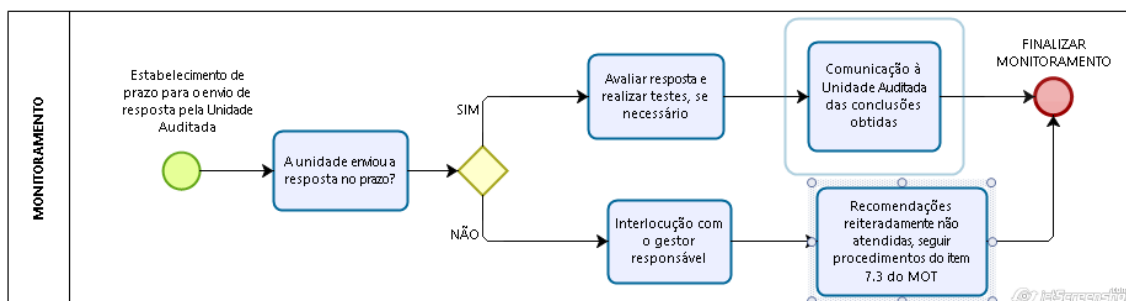 MONITORAMENTO
Estabelecimento de
prazo para o envio de
resposta pela Unidade
Auditada
A unidade enviou a
resposta no prazo?
SIM
NÃO
Avaliar resposta e
realizar testes, se
necessário
Comunicação à
Unidade Auditada
das conclusões
obtidas
FINALIZAR
MONITORAMENTO
Interlocução com
o gestor
responsável
Recomendações
reiteradamente não
atendidas, seguir
procedimentos do item
7.3 do MOT